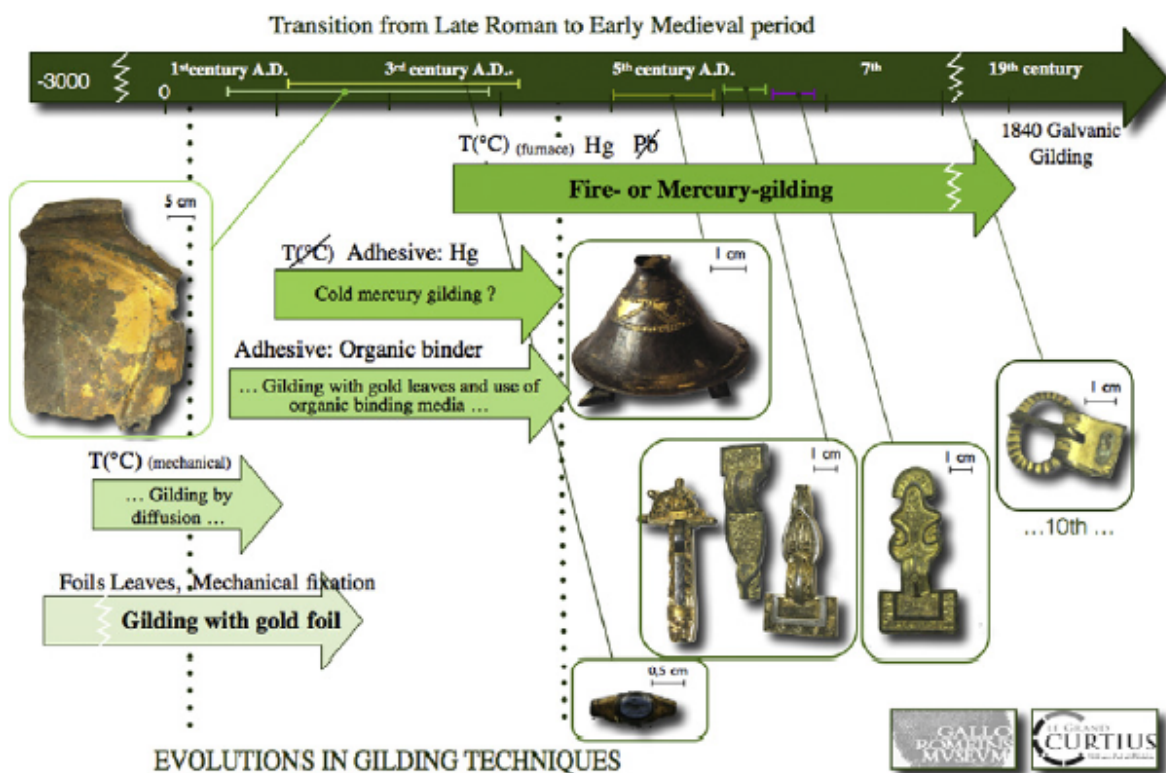 Transition from Late Roman to Early Medieval period
-3000
1st century A.D.
3rd century A.D..
5th century A.D.
7th
19th century
0
1840 Galvanic
Gilding
T(°C) (furnace) Hg Pb
Fire- or Mercury-gilding
5 cm
T(°C) Adhesive: Hg
Cold mercury gilding ?
1 cm
Adhesive: Organic binder
... Gilding with gold leaves and use of
organic binding media ...
1 cm
...10th ...
T(°C) (mechanical)
... Gilding by
diffusion ...
1 cm
1 cm
Foils Leaves, Mechanical fixation
Gilding with gold foil
0,5 cm
EVOLUTIONS IN GILDING TECHNIQUES
GALLO
ROMEINS
MUSEUM
LE GRAND
CURTIUS